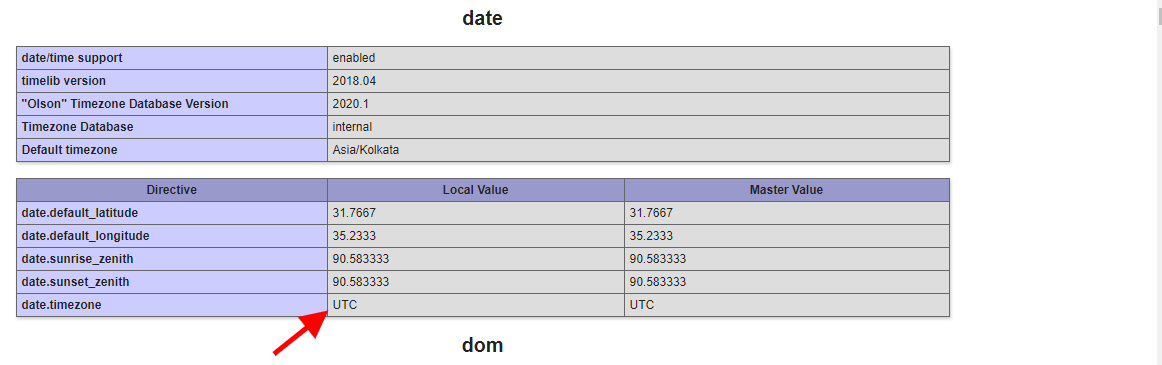 date
date/time support enabled
timelib version 2018.04
"Olson" Timezone Database Version 2020.1
Timezone Database internal
Default timezone Asia/Kolkata
Directive Local Value Master Value
date.default_latitude 31.7667 31.7667
date.default_longitude 35.2333 35.2333
date.sunrise_zenith 90.583333 90.583333
date.sunset_zenith 90.583333 90.583333
date.timezone UTC UTC
dom